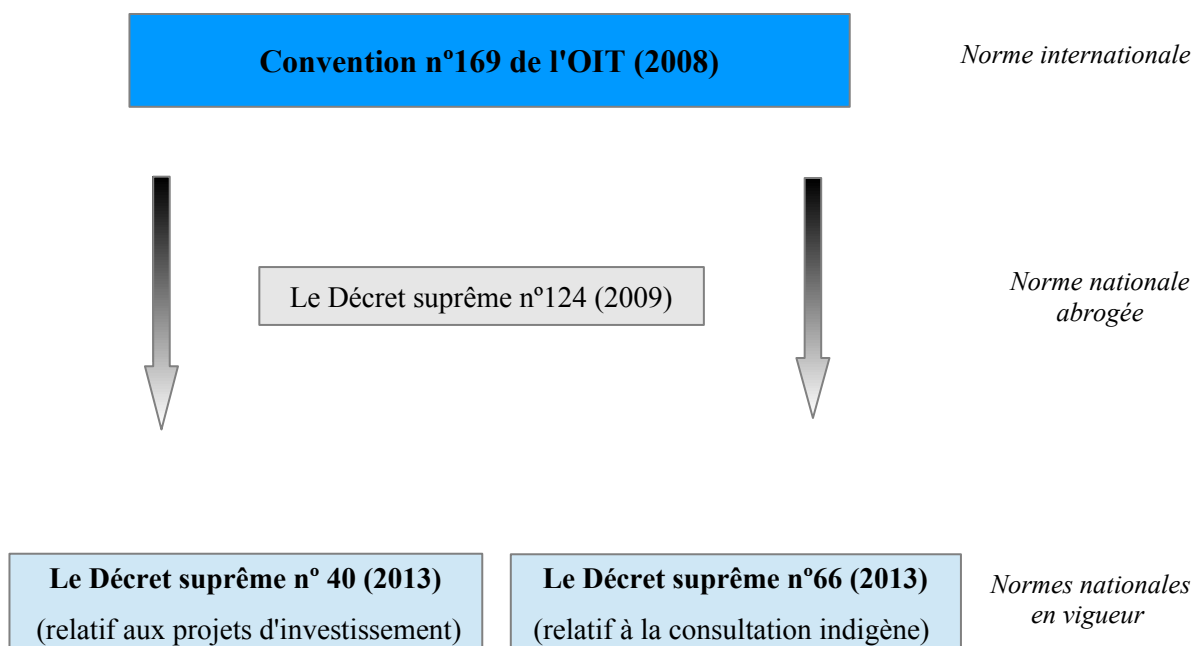 Convention nº169 de l'OIT (2008)
Norme internationale
Le Décret suprême nº124 (2009)
Norme nationale
abrogée
Le Décret suprême nº 40 (2013)
(relatif aux projets d'investissement)
Le Décret suprême nº66 (2013)
(relatif à la consultation indigène)
Normes nationales
en vigueur